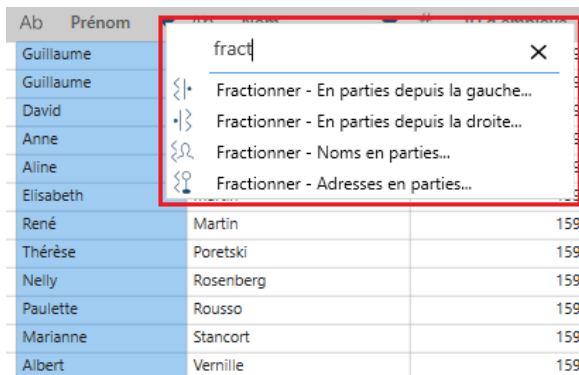 Ab Prénom Ab Nom #
fract
Guillaume
Guillaume
David
Anne
Aline
Elisabeth
Fractionner - En parties depuis la gauche...
Fractionner - En parties depuis la droite...
Fractionner - Noms en parties...
Fractionner - Adresses en parties...
René Martin 159
Thérèse Poretski 159
Nelly Rosenberg 159
Paulette Rousso 159
Marianne Stancort 159
Albert Vernille 159